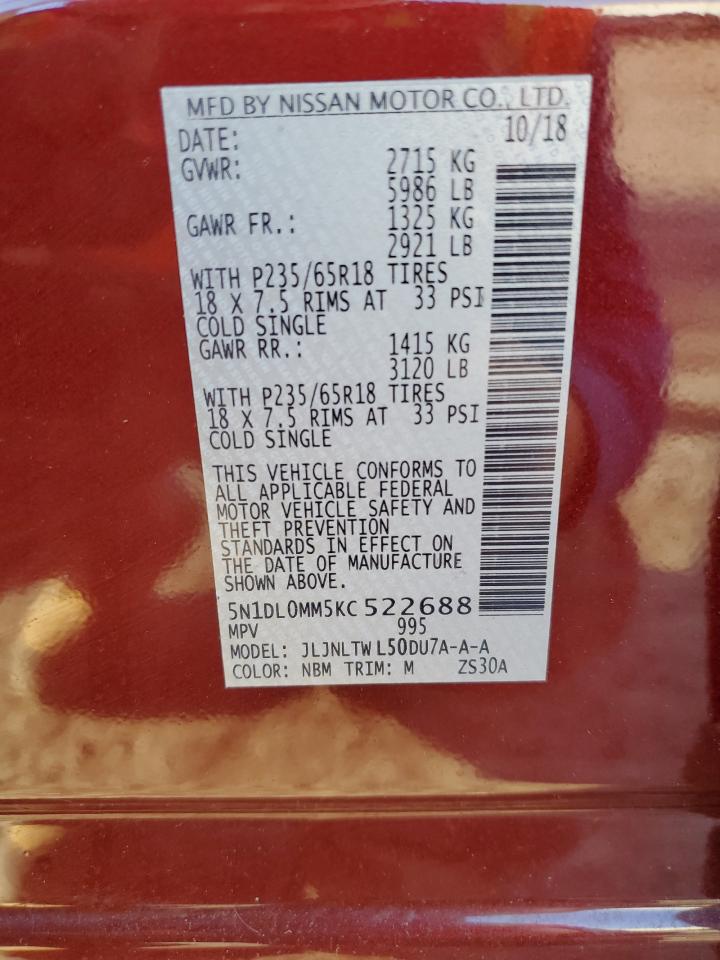 MFD BY NISSAN MOTOR CO., LTD.
DATE: 10/18
GVWR: 2715 KG
5986 LB
GAWR FR.: 1325 KG
2921 LB
WITH P235/65R18 TIRES
18 X 7.5 RIMS AT 33 PSI
COLD SINGLE
GAWR RR.: 1415 KG
3120 LB
WITH P235/65R18 TIRES
18 X 7.5 RIMS AT 33 PSI
COLD SINGLE
THIS VEHICLE CONFORMS TO
ALL APPLICABLE FEDERAL
MOTOR VEHICLE SAFETY AND
THEFT PREVENTION
STANDARDS IN EFFECT ON
THE DATE OF MANUFACTURE
SHOWN ABOVE.
5N1DL0MM5KC 522688
MPV 995
MODEL: JLJNLTW L50DU7A-A-A
COLOR: NBM TRIM: M ZS30A